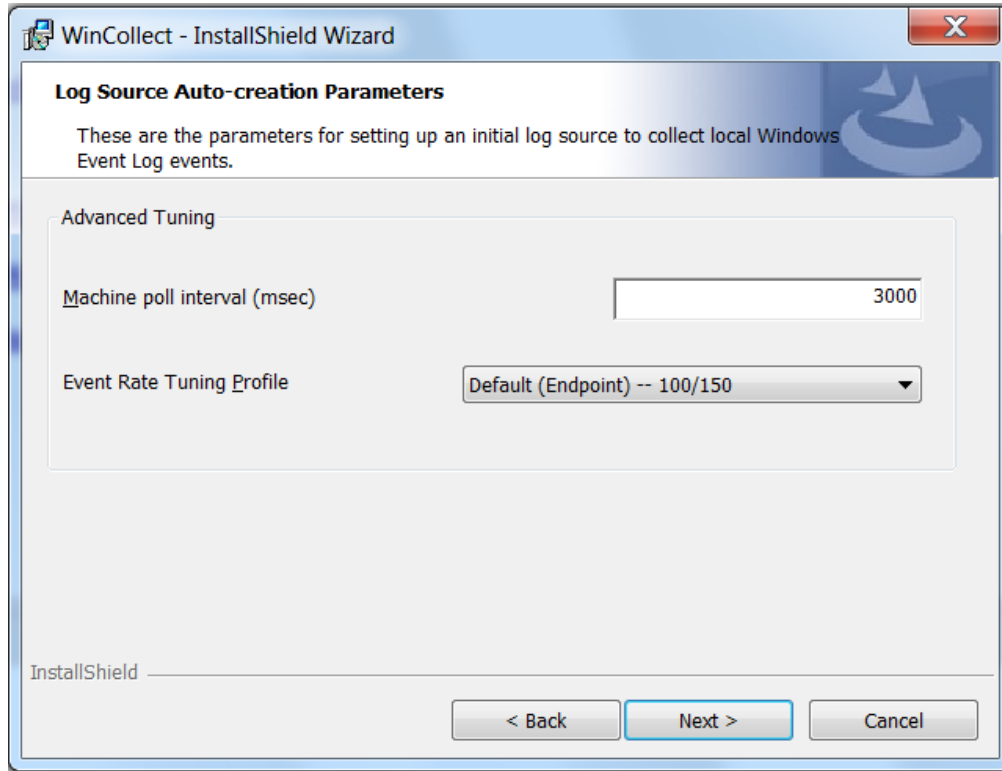 WinCollect - InstallShield Wizard
Log Source Auto-creation Parameters
These are the parameters for setting up an initial log source to collect local Windows
Event Log events.
Advanced Tuning
Machine poll interval (msec)
3000
Event Rate Tuning Profile
Default (Endpoint) -- 100/150
InstallShield
< Back
Next >
Cancel